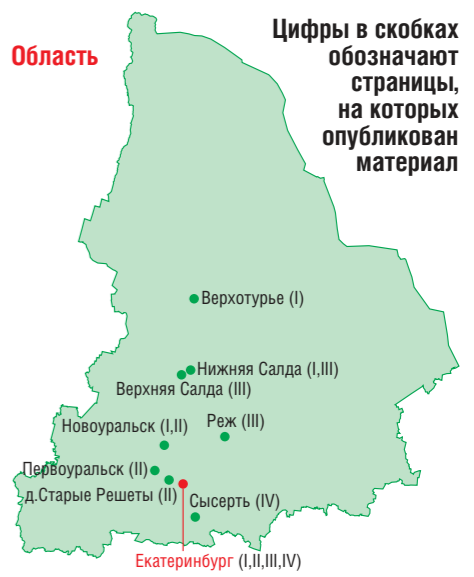 Область
Цифры в скобках
обозначают
страницы,
на которых
опубликован
материал
Верхотурье (I)
Нижняя Салда (I,III)
Верхняя Салда (III)
Реж (III)
Новоуральск (I,II)
Первоуральск (II)
д.Старые Решеты (II)
Сысерть (IV)
Екатеринбург (I,II,III,IV)